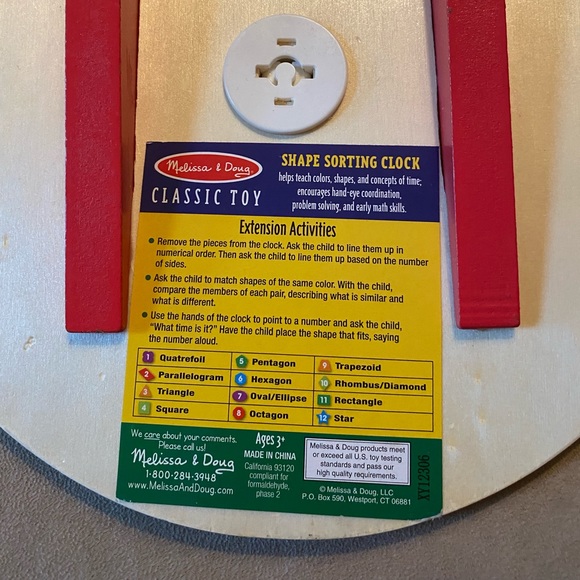 Melissa & Doug
CLASSIC TOY
SHAPE SORTING CLOCK
helps teach colors, shapes, and concepts of time;
encourages hand-eye coordination,
problem solving, and early math skills.
Extension Activities
• Remove the pieces from the clock. Ask the child to line them up in
numerical order. Then ask the child to line them up based on the number
of sides.
• Ask the child to match shapes of the same color. With the child,
compare the members of each pair, describing what is similar and
what is different.
• Use the hands of the clock to point to a number and ask the child,
"What time is it?" Have the child place the shape that fits, saying
the number aloud.
1 Quatrefoil
2 Parallelogram
3 Triangle
4 Square
5 Pentagon
6 Hexagon
7 Oval/Ellipse
8 Octagon
9 Trapezoid
10 Rhombus/Diamond
11 Rectangle
12 Star
We care about your comments.
Please call us!
Melissa & Doug
1-800-284-3948
www.MelissaAndDoug.com
Ages 3+
MADE IN CHINA
California 93120
compliant for
formaldehyde,
phase 2
Melissa & Doug products meet
or exceed all U.S. toy testing
standards and pass our
high quality requirements.
© Melissa & Doug, LLC
P.O. Box 590, Westport, CT 06881
XY12306